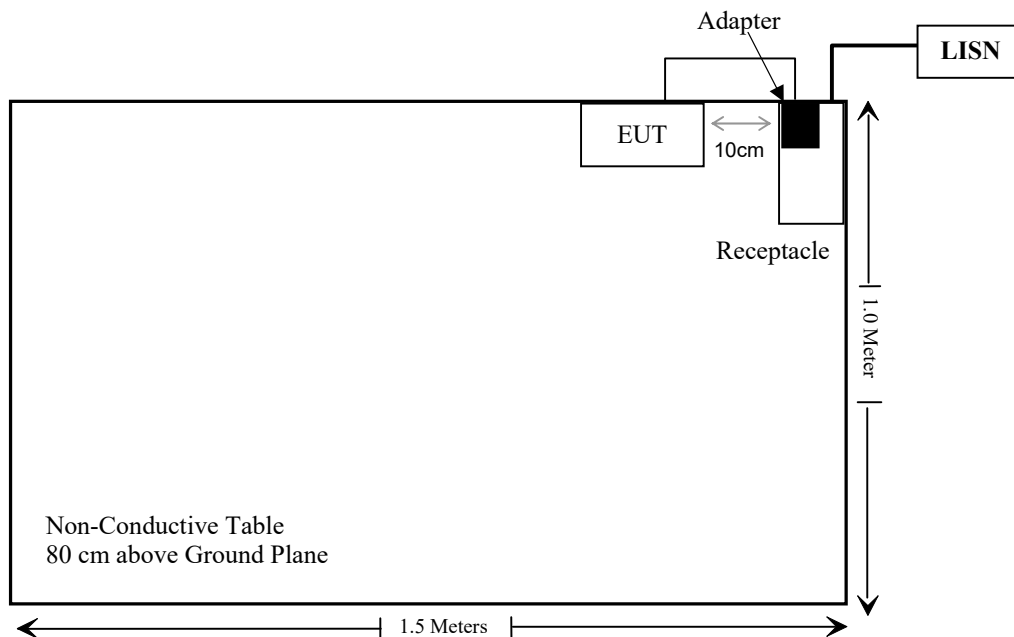 Adapter
LISN
EUT
10cm
Receptacle
1.0 Meter
Non-Conductive Table
80 cm above Ground Plane
1.5 Meters